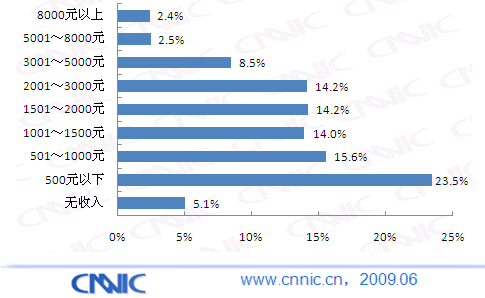 8000元以上 2.4%
5001～8000元 2.5%
3001～5000元 8.5%
2001～3000元 14.2%
1501～2000元 14.2%
1001～1500元 14.0%
501～1000元 15.6%
500元以下 23.5%
无收入 5.1%
0% 5% 10% 15% 20% 25%
CNNIC www.cnnic.cn，2009.06